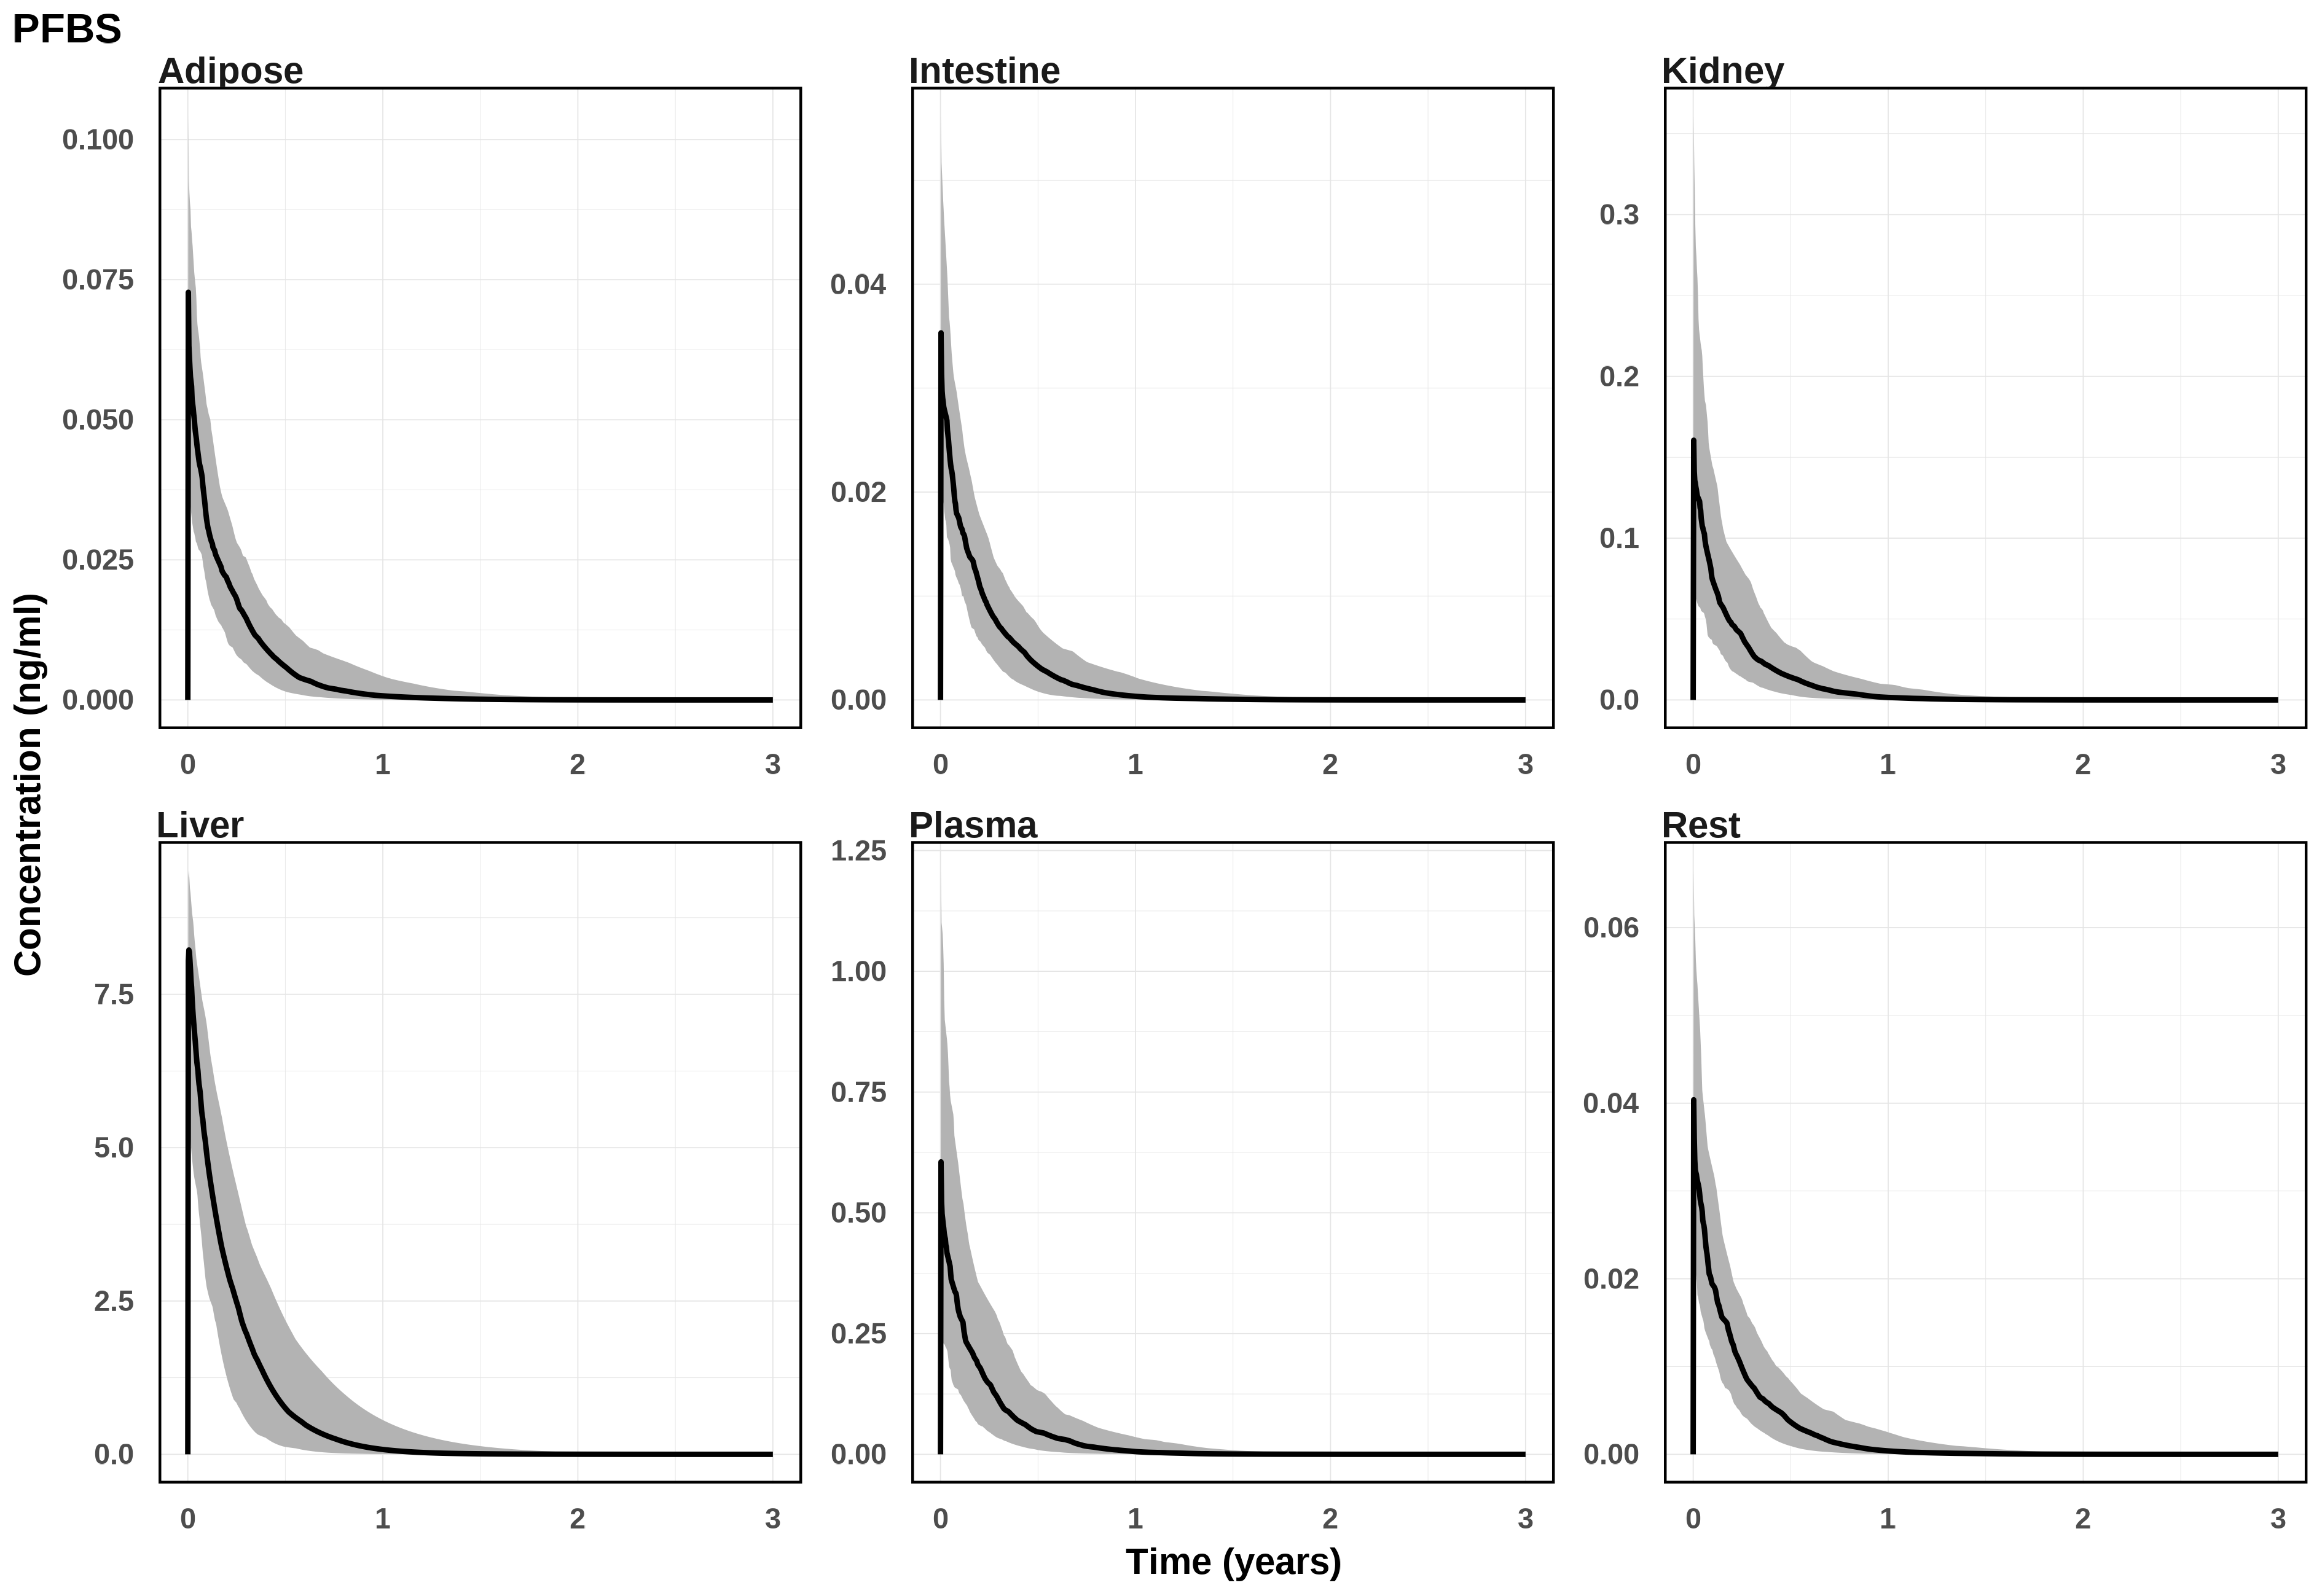 PFBS
Adipose
Intestine
Kidney
0.100
0.075
0.050
0.025
0.000
0.04
0.02
0.00
0.3
0.2
0.1
0.0
0 1 2 3
0 1 2 3
0 1 2 3
Concentration (ng/ml)
Liver
Plasma
Rest
7.5
5.0
2.5
0.0
1.25
1.00
0.75
0.50
0.25
0.00
0.06
0.04
0.02
0.00
0 1 2 3
0 1 2 3
0 1 2 3
Time (years)